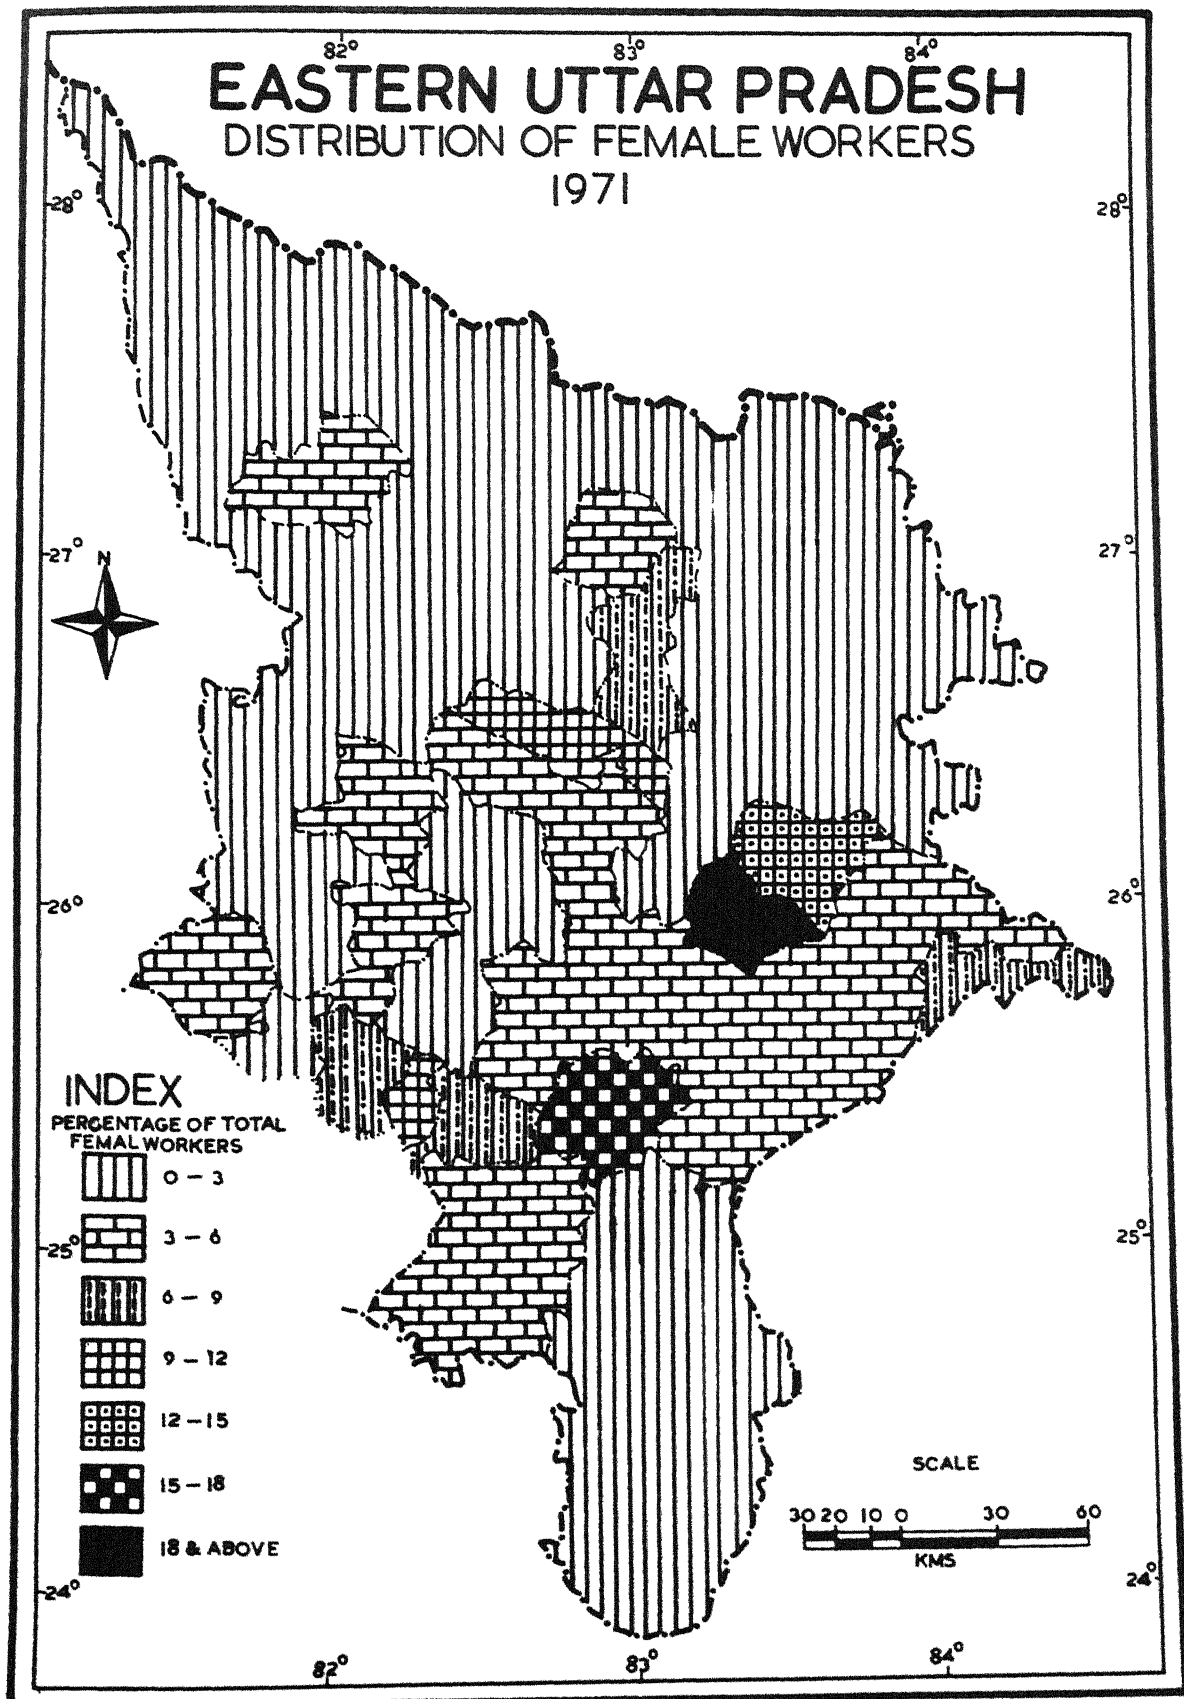 82° 83° 84°
EASTERN UTTAR PRADESH
DISTRIBUTION OF FEMALE WORKERS
1971
28° 28°
N
27° 27°
26° 26°
25° 25°
24° 24°
INDEX
PERCENTAGE OF TOTAL
FEMAL WORKERS
0 – 3
3 – 6
6 – 9
9 – 12
12 – 15
15 – 18
18 & ABOVE
SCALE
30 20 10 0 30 60
KMS
82° 83° 84°